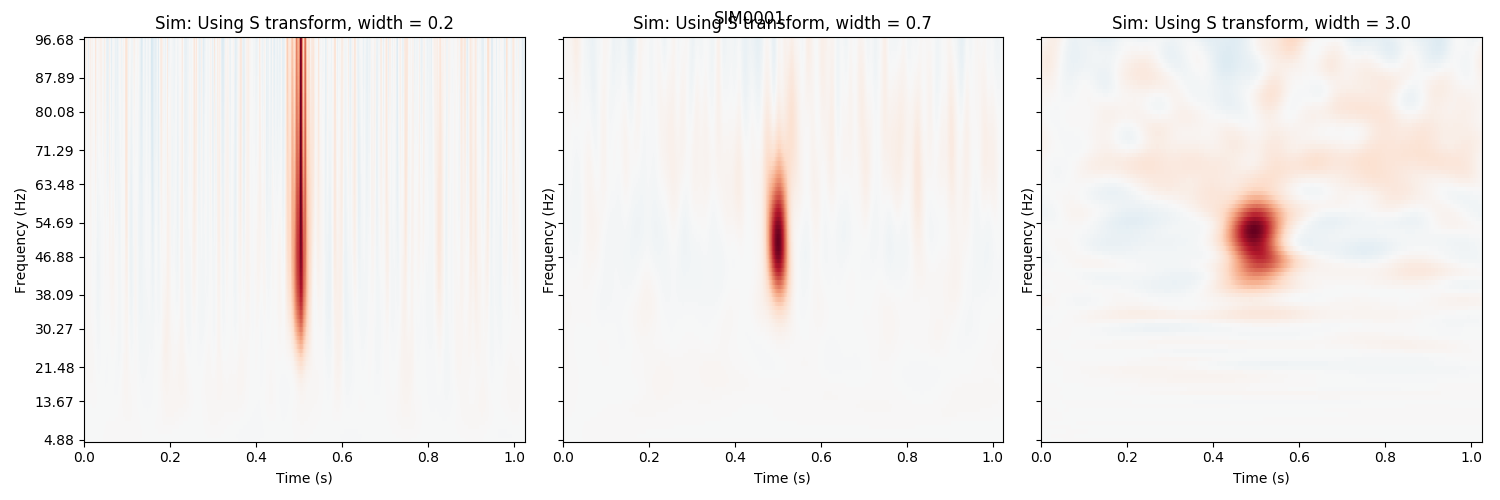 SIM0001
Sim: Using S transform, width = 0.2
Sim: Using S transform, width = 0.7
Sim: Using S transform, width = 3.0
96.68
87.89
80.08
71.29
63.48
54.69
46.88
38.09
30.27
21.48
13.67
4.88
Frequency (Hz)
Frequency (Hz)
Frequency (Hz)
0.0 0.2 0.4 0.6 0.8 1.0
0.0 0.2 0.4 0.6 0.8 1.0
0.0 0.2 0.4 0.6 0.8 1.0
Time (s)
Time (s)
Time (s)